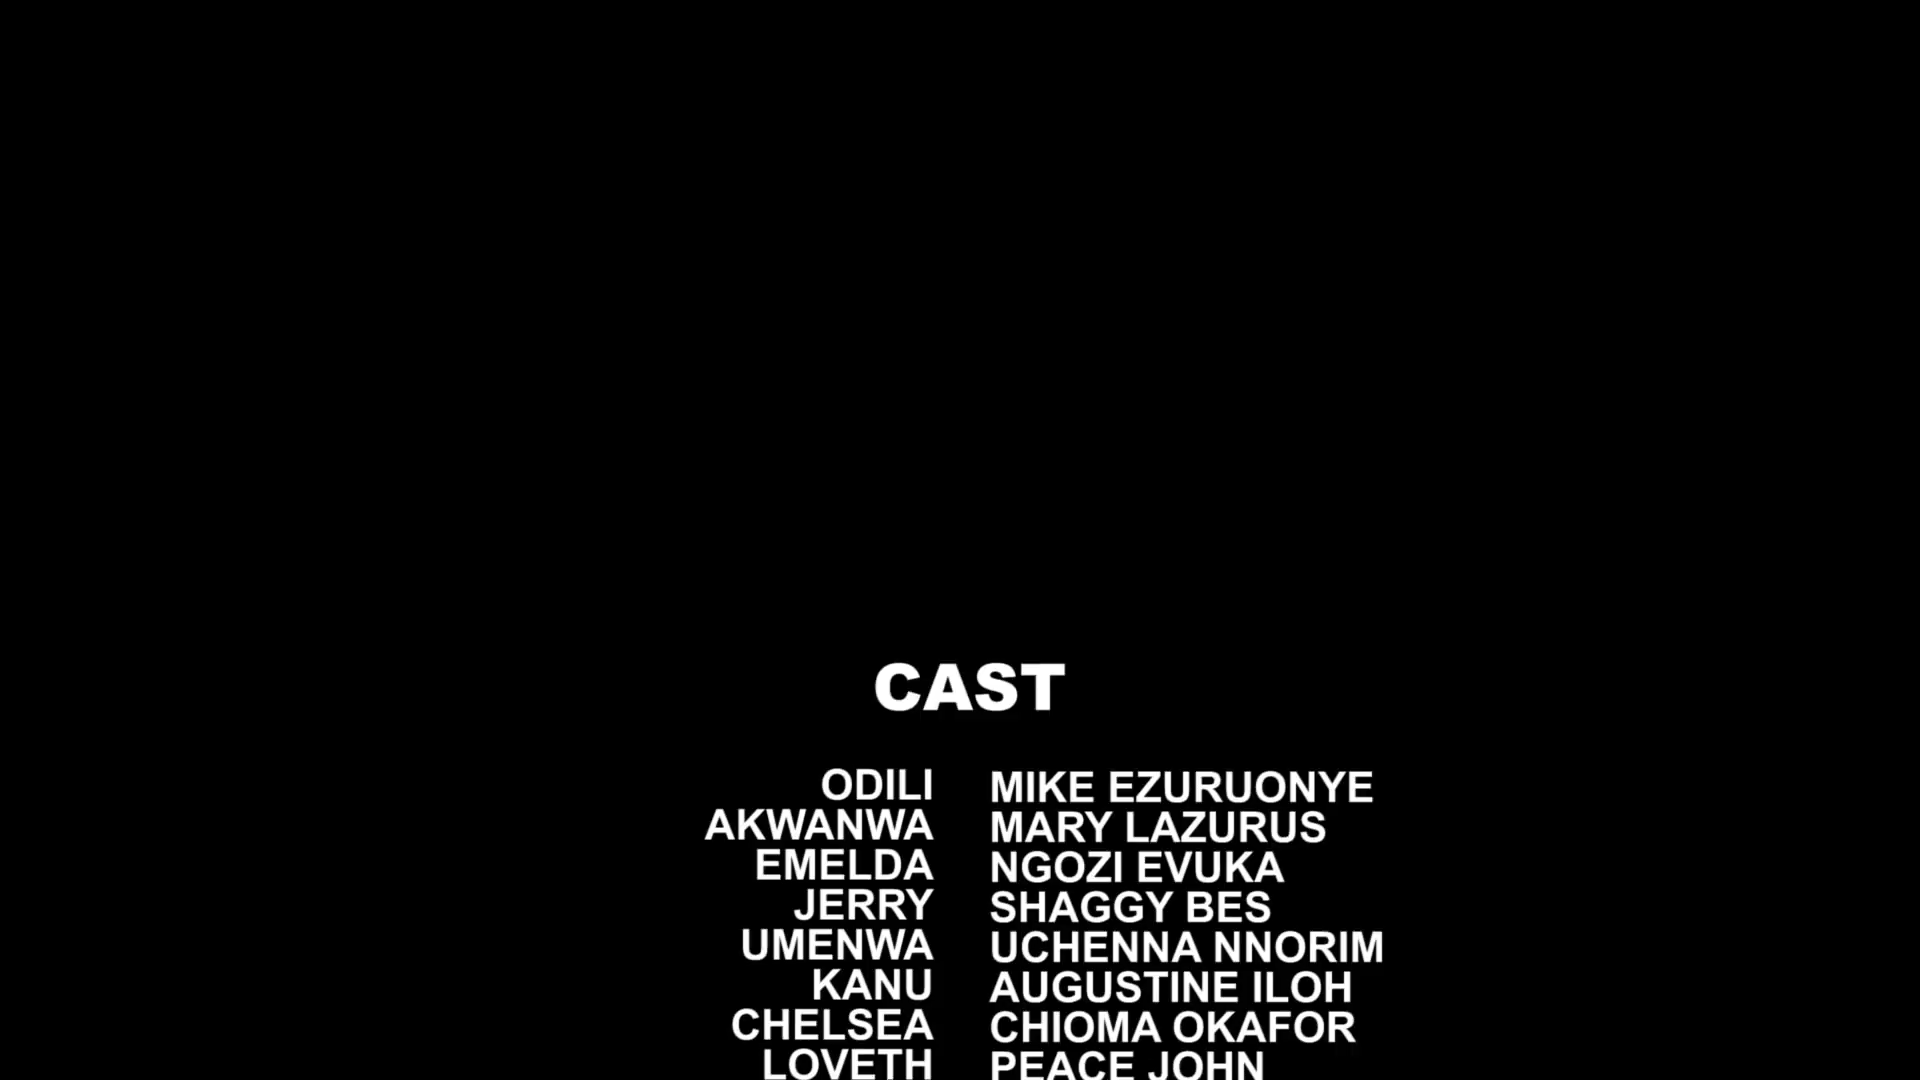 CAST
ODILI MIKE EZURUONYE
AKWANWA MARY LAZURUS
EMELDA NGOZI EVUKA
JERRY SHAGGY BES
UMENWA UCHENNA NNORIM
KANU AUGUSTINE ILOH
CHELSEA CHIOMA OKAFOR
LOVETH PEACE JOHN